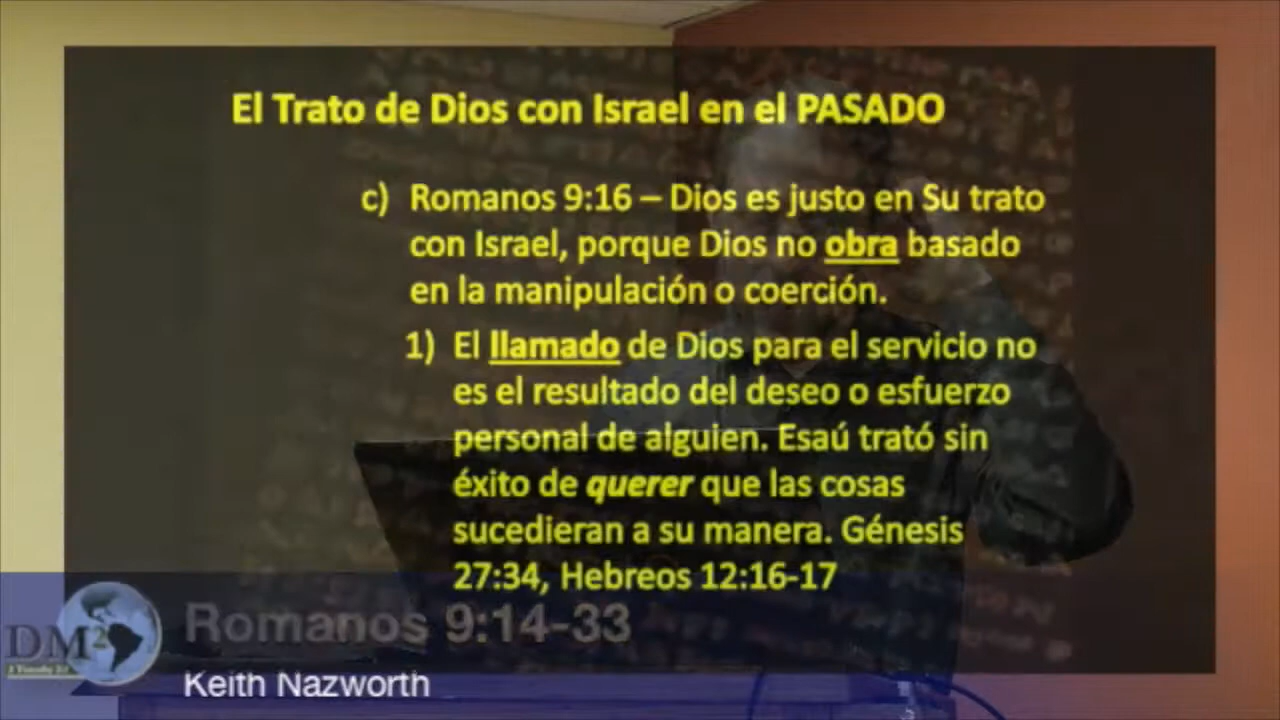 El Trato de Dios con Israel en el PASADO
c) Romanos 9:16 – Dios es justo en Su trato
con Israel, porque Dios no obra basado
en la manipulación o coerción.
1) El llamado de Dios para el servicio no
es el resultado del deseo o esfuerzo
personal de alguien. Esaú trató sin
éxito de querer que las cosas
sucedieran a su manera. Génesis
27:34, Hebreos 12:16-17
Romanos 9:14-33
DM2
Keith Nazworth